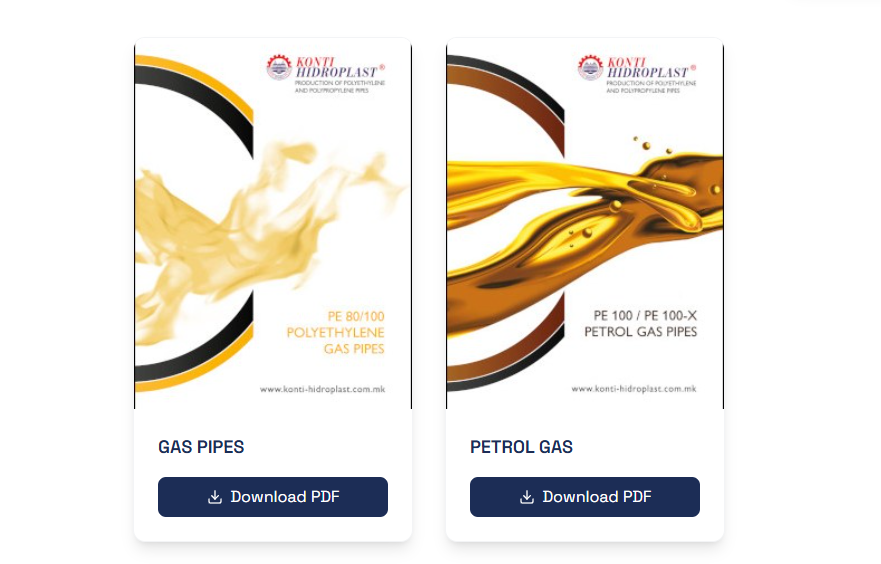 KONTI
HIDROPLAST®
PRODUCTION OF POLYETHYLENE
AND POLYPROPYLENE PIPES
PE 80/100
POLYETHYLENE
GAS PIPES
www.konti-hidroplast.com.mk
GAS PIPES
Download PDF
KONTI
HIDROPLAST®
PRODUCTION OF POLYETHYLENE
AND POLYPROPYLENE PIPES
PE 100 / PE 100-X
PETROL GAS PIPES
www.konti-hidroplast.com.mk
PETROL GAS
Download PDF